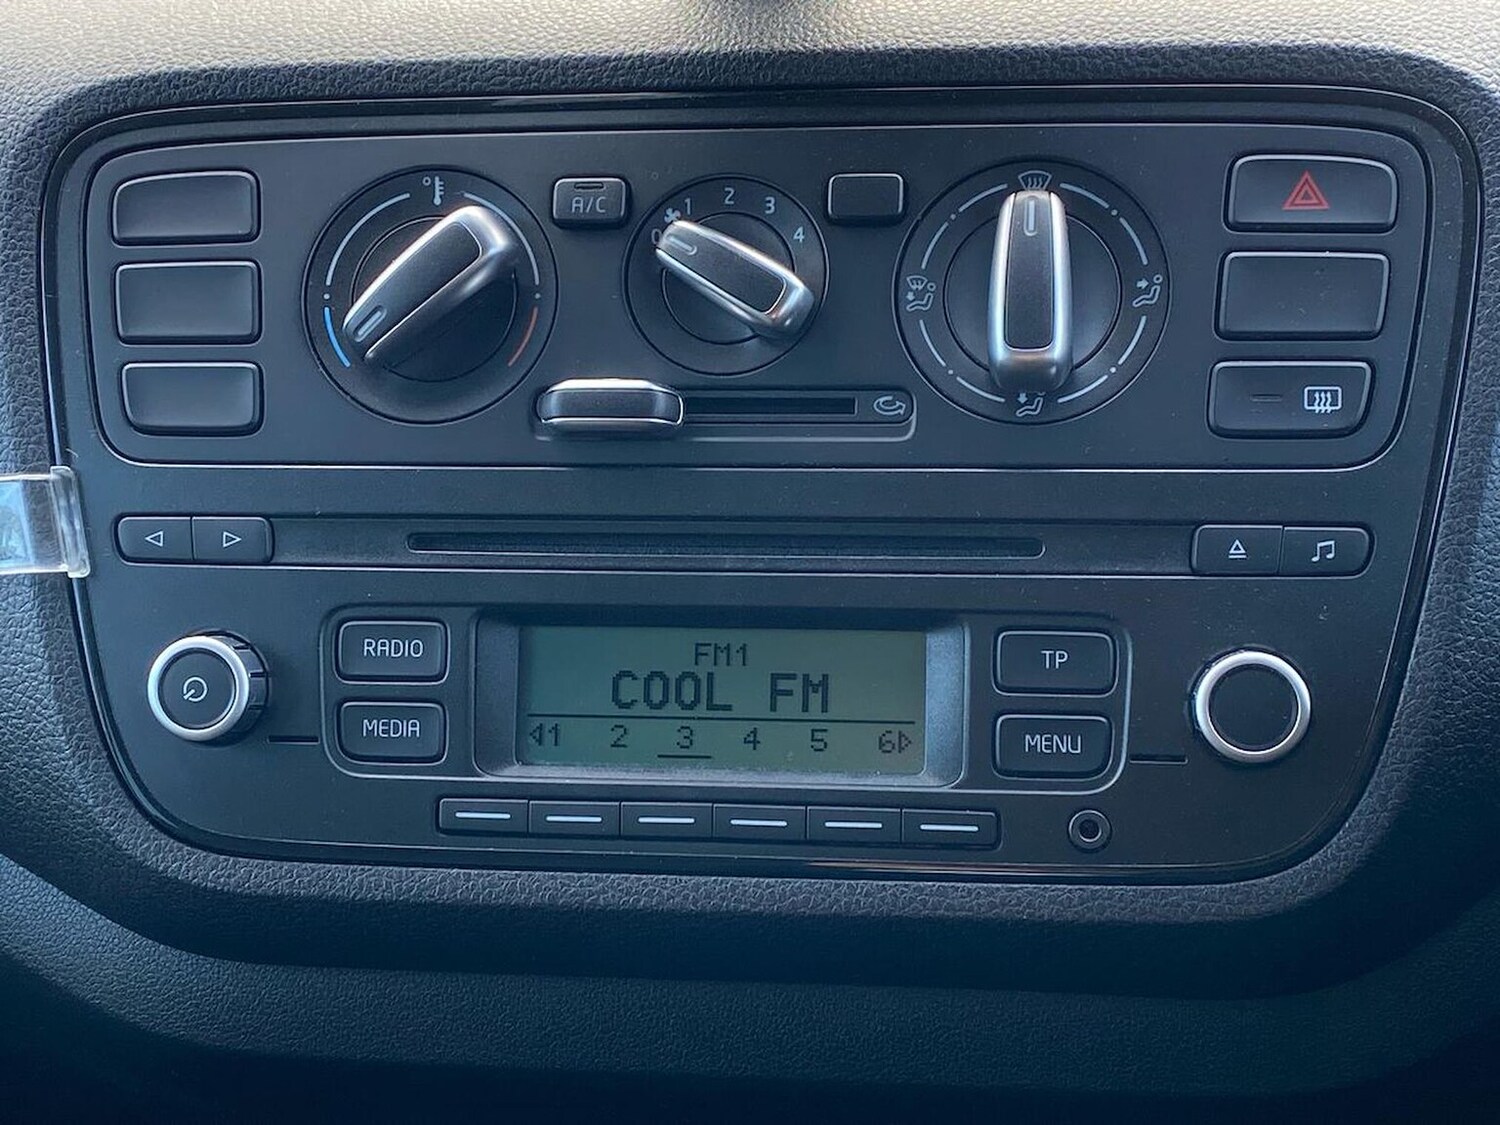 A/C
0 1 2 3 4
RADIO
MEDIA
FM1
COOL FM
1 2 3 4 5 6
TP
MENU